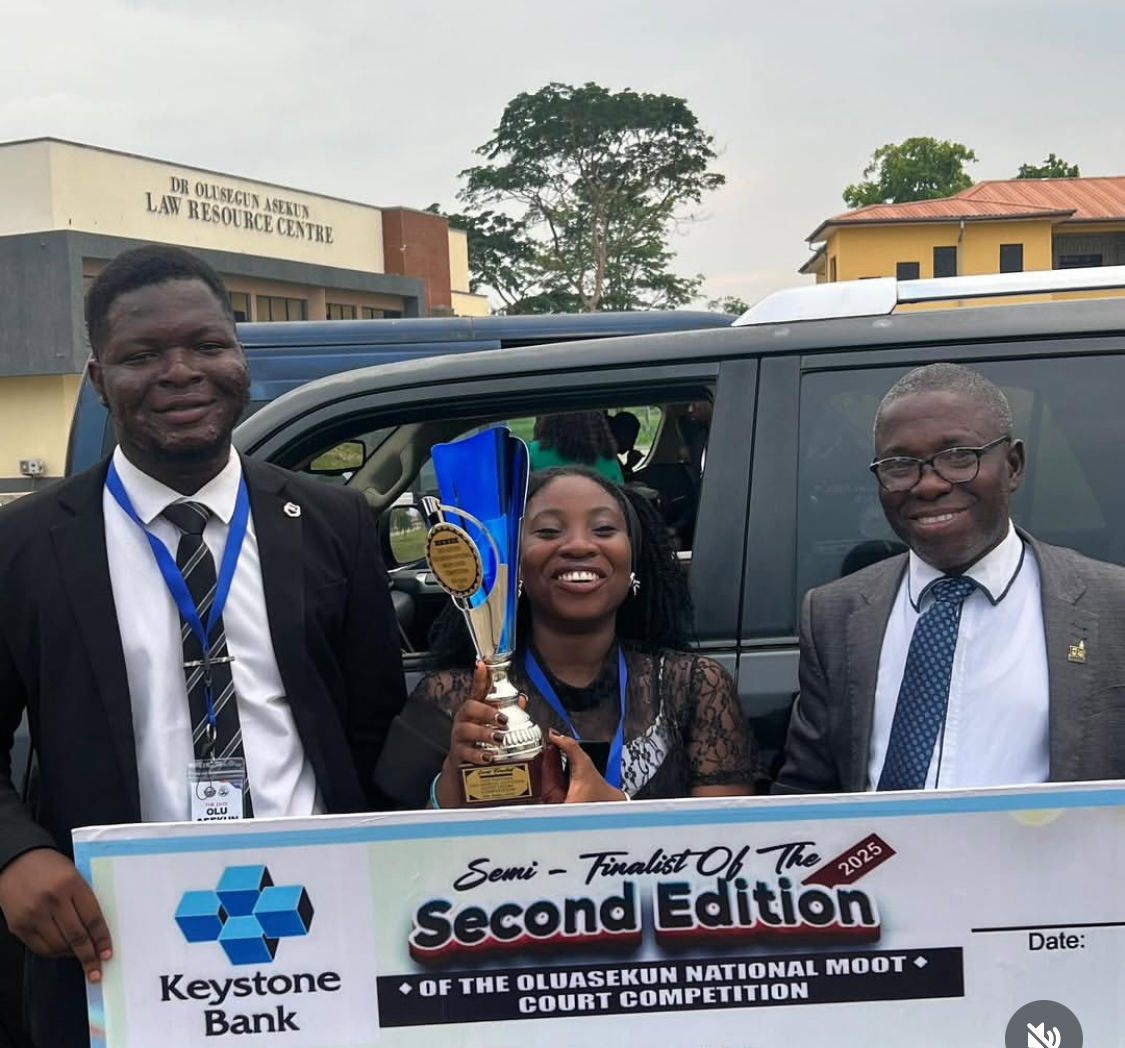 DR OLUSEGUN ASEKUN
LAW RESOURCE CENTRE
OLU
ASEKUN
Semi - Finalist Of The
2025
Second Edition
OF THE OLUASEKUN NATIONAL MOOT
COURT COMPETITION
Keystone
Bank
Date: